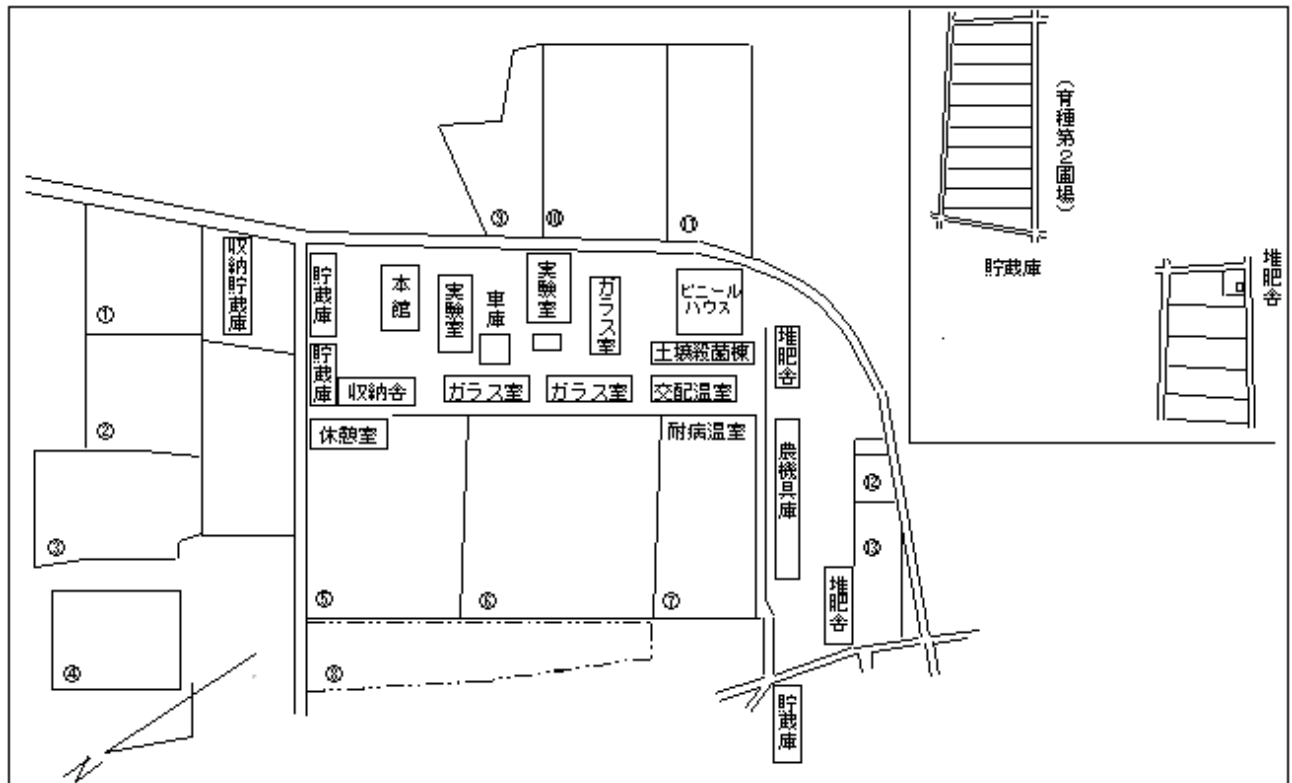 (育種第2圃場)
貯蔵庫
堆肥舎
⑨
⑩
⑪
収納貯蔵庫
貯蔵庫
本館
実験室
車庫
実験室
ガラス室
ビニール
ハウス
①
貯蔵庫
収納舎
ガラス室
ガラス室
土壌殺菌棟
交配温室
堆肥舎
②
休憩室
耐病温室
農機具庫
⑫
③
⑬
⑤
⑥
⑦
堆肥舎
④
⑧
貯蔵庫
N